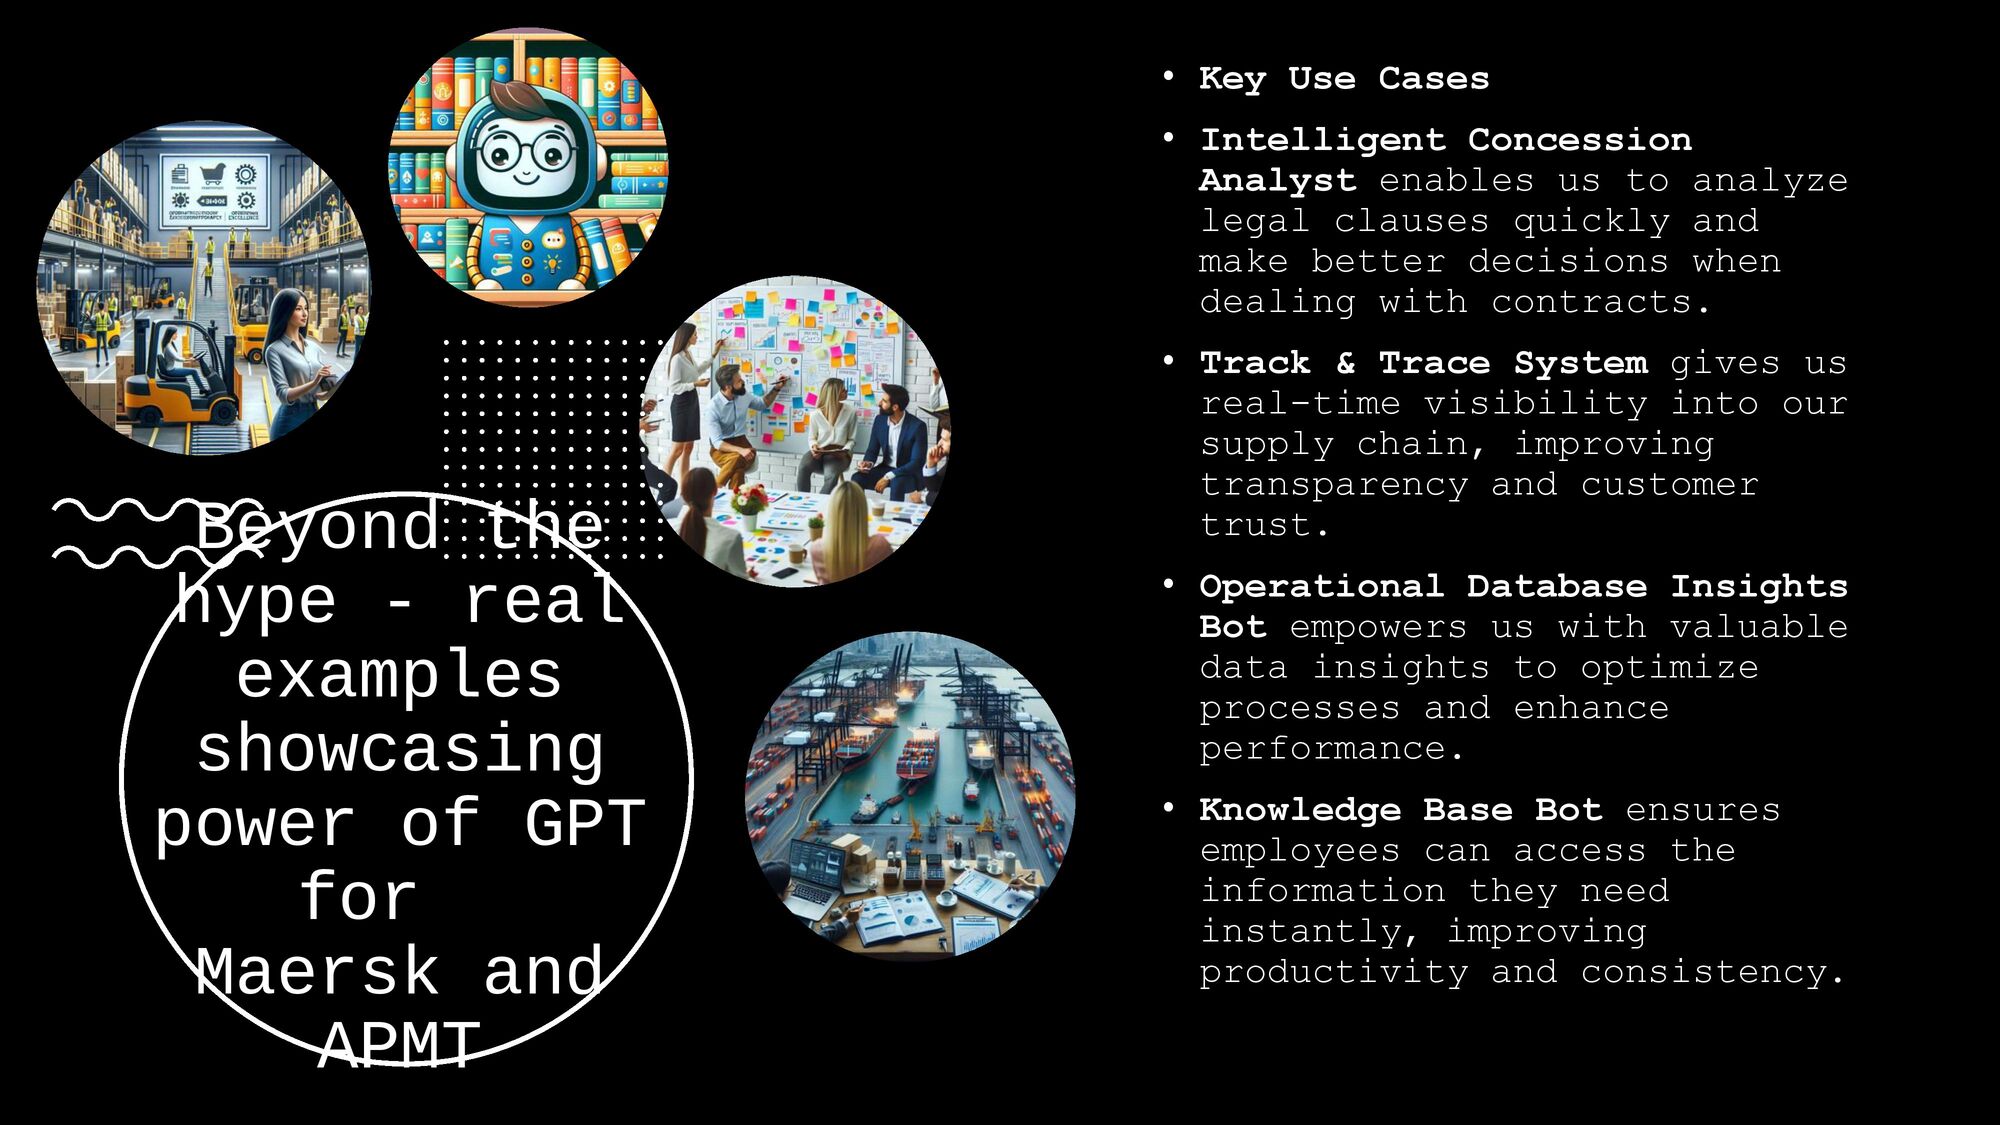 Beyond the
hype - real
examples
showcasing
power of GPT
for
Maersk and
APMT
• Key Use Cases
• Intelligent Concession
Analyst enables us to analyze
legal clauses quickly and
make better decisions when
dealing with contracts.
• Track & Trace System gives us
real-time visibility into our
supply chain, improving
transparency and customer
trust.
• Operational Database Insights
Bot empowers us with valuable
data insights to optimize
processes and enhance
performance.
• Knowledge Base Bot ensures
employees can access the
information they need
instantly, improving
productivity and consistency.